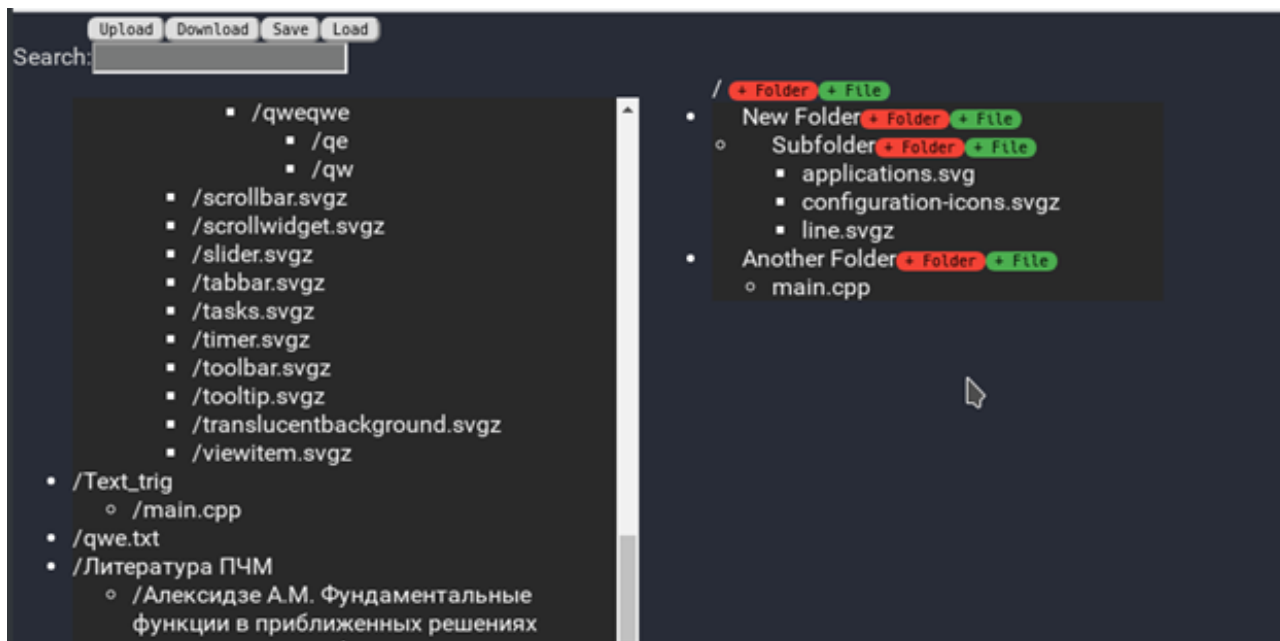 Upload Download Save Load
Search:
/qweqwe
/qe
/qw
/scrollbar.svgz
/scrollwidget.svgz
/slider.svgz
/tabbar.svgz
/tasks.svgz
/timer.svgz
/toolbar.svgz
/tooltip.svgz
/translucentbackground.svgz
/viewitem.svgz
/Text_trig
/main.cpp
/qwe.txt
/Литература ПЧМ
/Алексидзе А.М. Фундаментальные
функции в приближенных решениях
/ + Folder + File
New Folder + Folder + File
Subfolder + Folder + File
applications.svg
configuration-icons.svgz
line.svgz
Another Folder + Folder + File
main.cpp